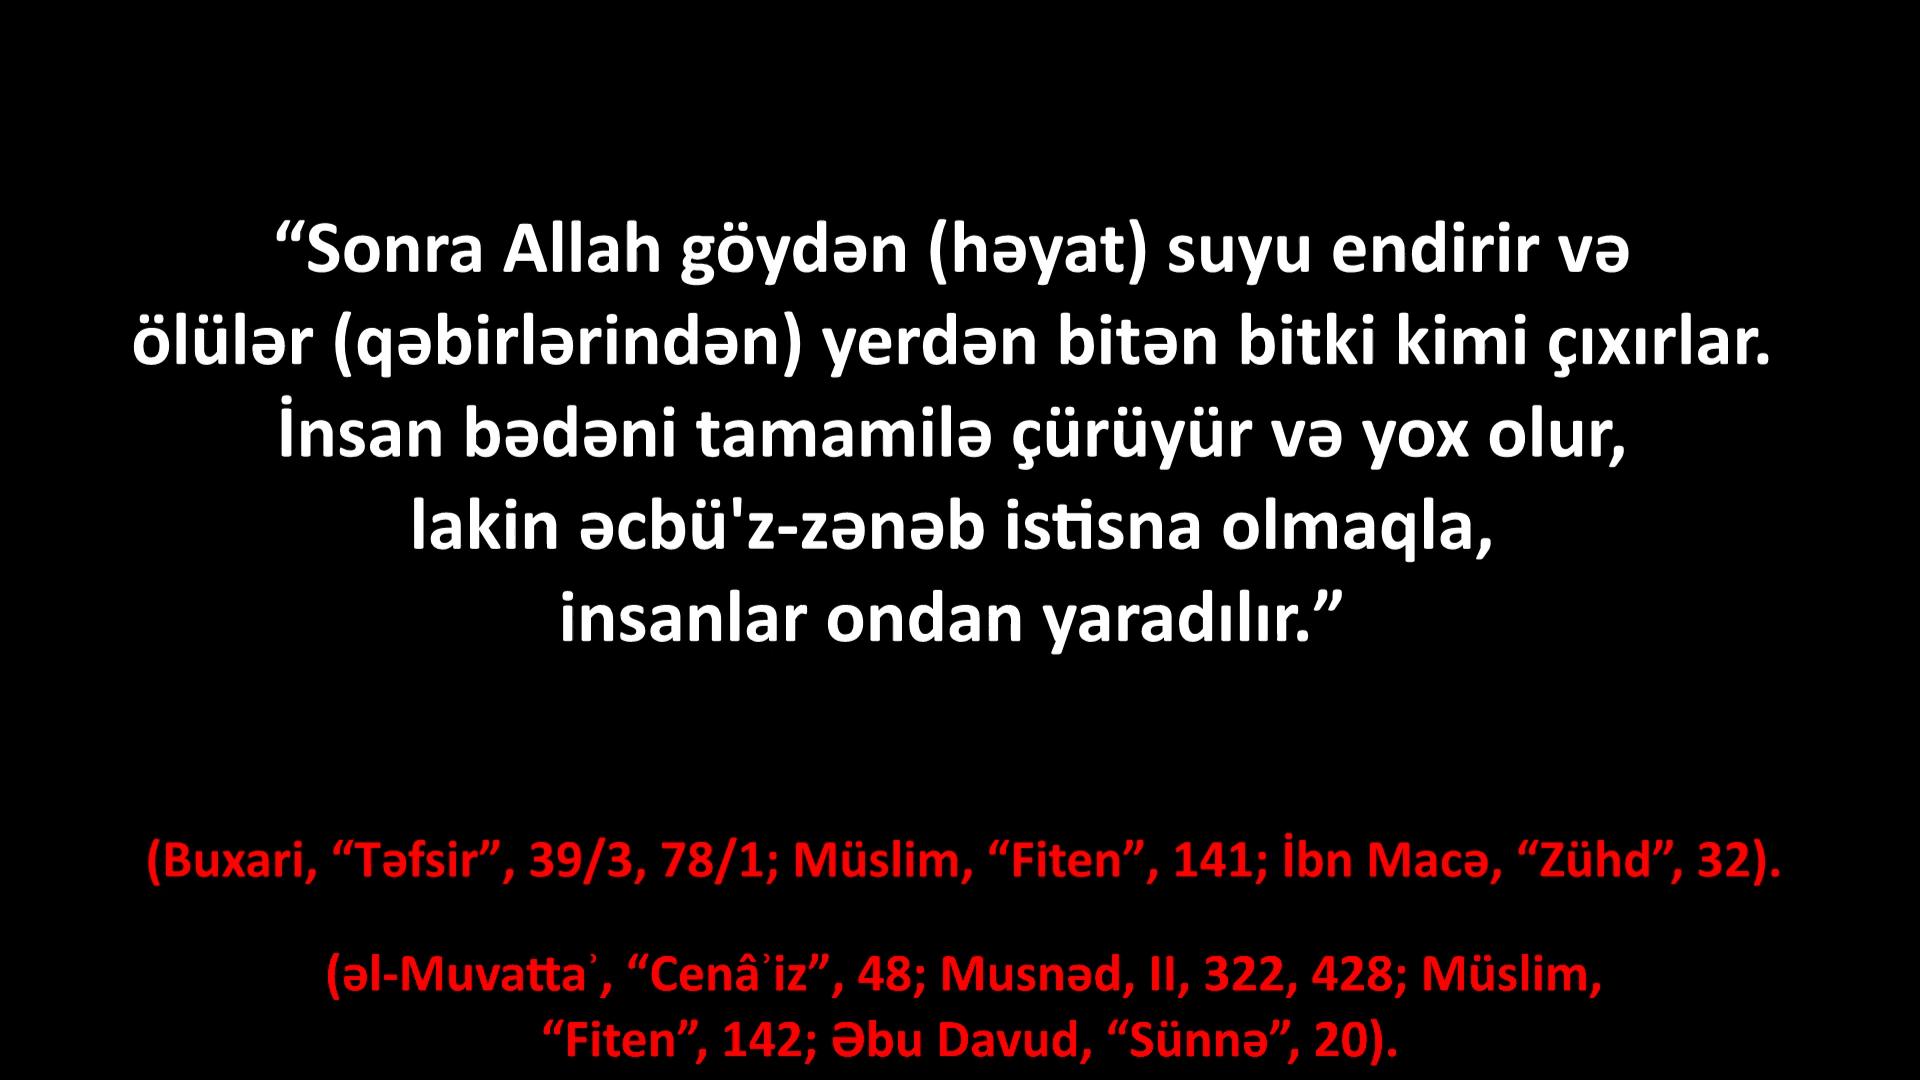 “Sonra Allah göydən (həyat) suyu endirir və
ölülər (qəbirlərindən) yerdən bitən bitki kimi çıxırlar.
İnsan bədəni tamamilə çürüyür və yox olur,
lakin əcbü'z-zənəb istisna olmaqla,
insanlar ondan yaradılır.”
(Buxari, “Təfsir”, 39/3, 78/1; Müslim, “Fiten”, 141; İbn Macə, “Zühd”, 32).
(əl-Muvattaʾ, “Cenâʾiz”, 48; Musnəd, II, 322, 428; Müslim,
“Fiten”, 142; Əbu Davud, “Sünnə”, 20).